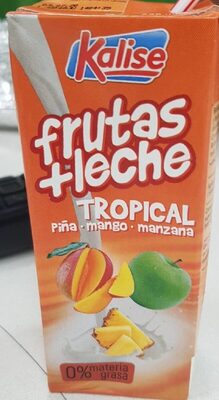 Kalise
frutas
+leche
TROPICAL
Piña · mango · manzana
0% materia
grasa